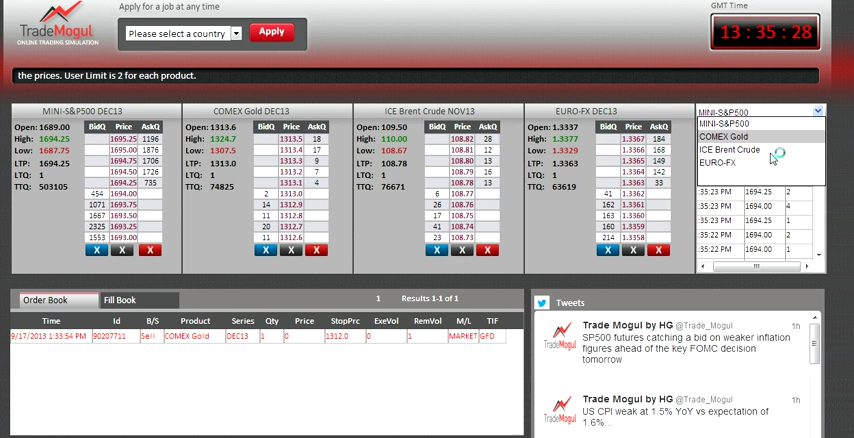 Apply for a job at any time
GMT Time
TradeMogul
ONLINE TRADING SIMULATION
Please select a country
Apply
13 : 35 : 28
the prices. User Limit is 2 for each product.
MINI-S&P500 DEC13
Open: 1689.00
High: 1694.25
Low: 1687.75
LTP: 1694.25
LTQ: 1
TTQ: 503105
BidQ Price AskQ
1695.25 1196
1695.00 1876
1694.75 1706
1694.50 1726
1694.25 735
454 1694.00
1071 1693.75
1667 1693.50
2325 1693.25
1553 1693.00
X X X
COMEX Gold DEC13
Open: 1313.6
High: 1324.7
Low: 1307.5
LTP: 1313.0
LTQ: 1
TTQ: 74825
BidQ Price AskQ
1313.5 18
1313.4 17
1313.3 9
1313.2 7
1313.1 4
2 1313.0
14 1312.9
11 1312.8
20 1312.7
11 1312.6
X X X
ICE Brent Crude NOV13
Open: 109.50
High: 110.00
Low: 108.67
LTP: 108.78
LTQ: 1
TTQ: 76671
BidQ Price AskQ
108.82 28
108.81 12
108.80 13
108.79 16
108.78 13
6 108.77
26 108.76
17 108.75
41 108.74
23 108.73
X X X
EURO-FX DEC13
Open: 1.3337
High: 1.3377
Low: 1.3329
LTP: 1.3363
LTQ: 1
TTQ: 63619
BidQ Price AskQ
1.3367 184
1.3366 168
1.3365 149
1.3364 142
1.3363 33
41 1.3362
162 1.3361
163 1.3360
160 1.3359
214 1.3358
X X X
MINI-S&P500
MINI-S&P500
COMEX Gold
ICE Brent Crude
EURO-FX
:35:23 PM 1694.25 2
:35:23 PM 1694.00 4
:35:23 PM 1694.25 1
:35:22 PM 1694.00 1
:35:22 PM 1694.25 1
Order Book
Fill Book
1 Results 1-1 of 1
Time Id B/S Product Series Qty Price StopPrc ExeVol RemVol M/L TIF
9/17/2013 1:33:54 PM 90207711 Sell COMEX Gold DEC13 1 0 1312.0 0 1 MARKET GFD
Tweets
Trade Mogul by HG @Trade_Mogul 1h
SP500 futures catching a bid on weaker inflation
figures ahead of the key FOMC decision
tomorrow
Trade Mogul by HG @Trade_Mogul 1h
US CPI weak at 1.5% YoY vs expectation of
1.6%...